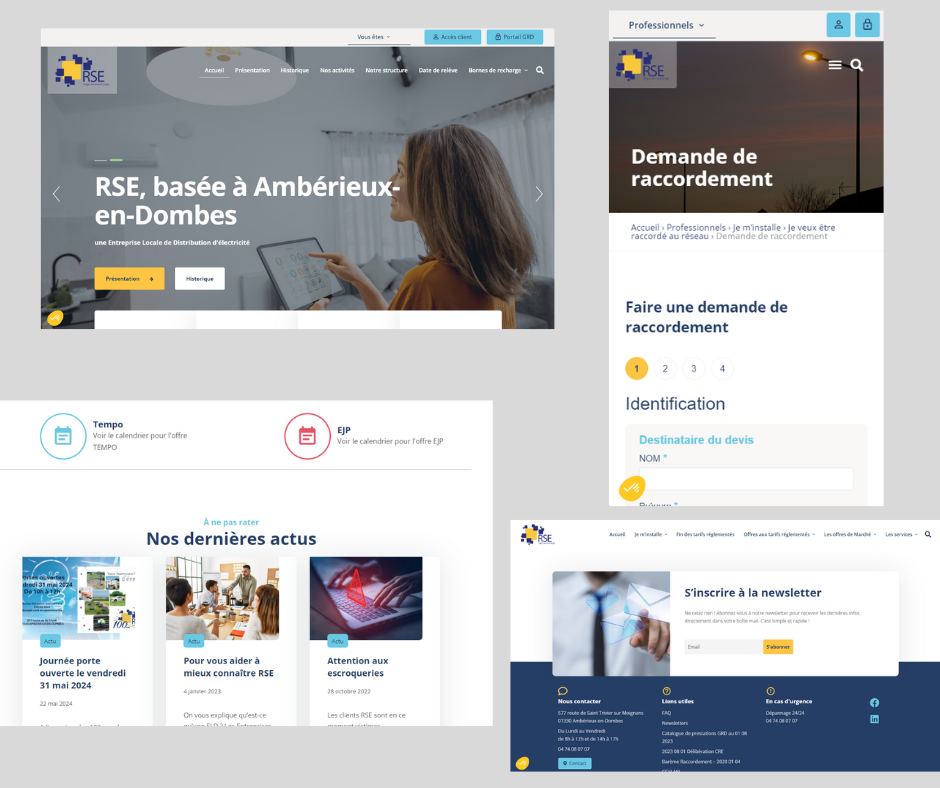 Vous êtes
Accès client
Portail GRD
RSE
Accueil Présentation Historique Nos activités Notre structure Date de relève Bornes de recharge
RSE, basée à Ambérieux-
en-Dombes
une Entreprise Locale de Distribution d'électricité
Présentation
Historique
Professionnels
RSE
Demande de
raccordement
Accueil › Professionnels › Je m'installe › Je veux être
raccordé au réseau › Demande de raccordement
Faire une demande de
raccordement
1 2 3 4
Identification
Destinataire du devis
NOM *
Tempo
Voir le calendrier pour l'offre
TEMPO
EJP
Voir le calendrier pour l'offre EJP
À ne pas rater
Nos dernières actus
Actu
Journée porte
ouverte le vendredi
31 mai 2024
22 mai 2024
Actu
Pour vous aider à
mieux connaître RSE
4 janvier 2023
On vous explique qu'est-ce
Actu
Attention aux
escroqueries
28 octobre 2022
Les clients RSE sont en ce
RSE
Accueil Je m'installe Fin des tarifs réglementés Offres aux tarifs réglementés Les offres de Marché Les services
S'inscrire à la newsletter
Ne ratez rien ! Abonnez-vous à notre newsletter pour recevoir les dernières infos
directement dans votre boîte mail. C'est simple et rapide !
Email
S'abonner
Nous contacter
577 route de Saint Trivier sur Moignans
01330 Ambérieux en Dombes
Du Lundi au Vendredi
de 8h à 12h et de 14h à 17h
04 74 08 07 07
Contact
Liens utiles
FAQ
Newsletters
Catalogue de prestations GRD au 01 08
2023
2023 08 01 Délibération CRE
Barème Raccordement – 2020 01 04
En cas d'urgence
Dépannage 24/24
04 74 08 07 07